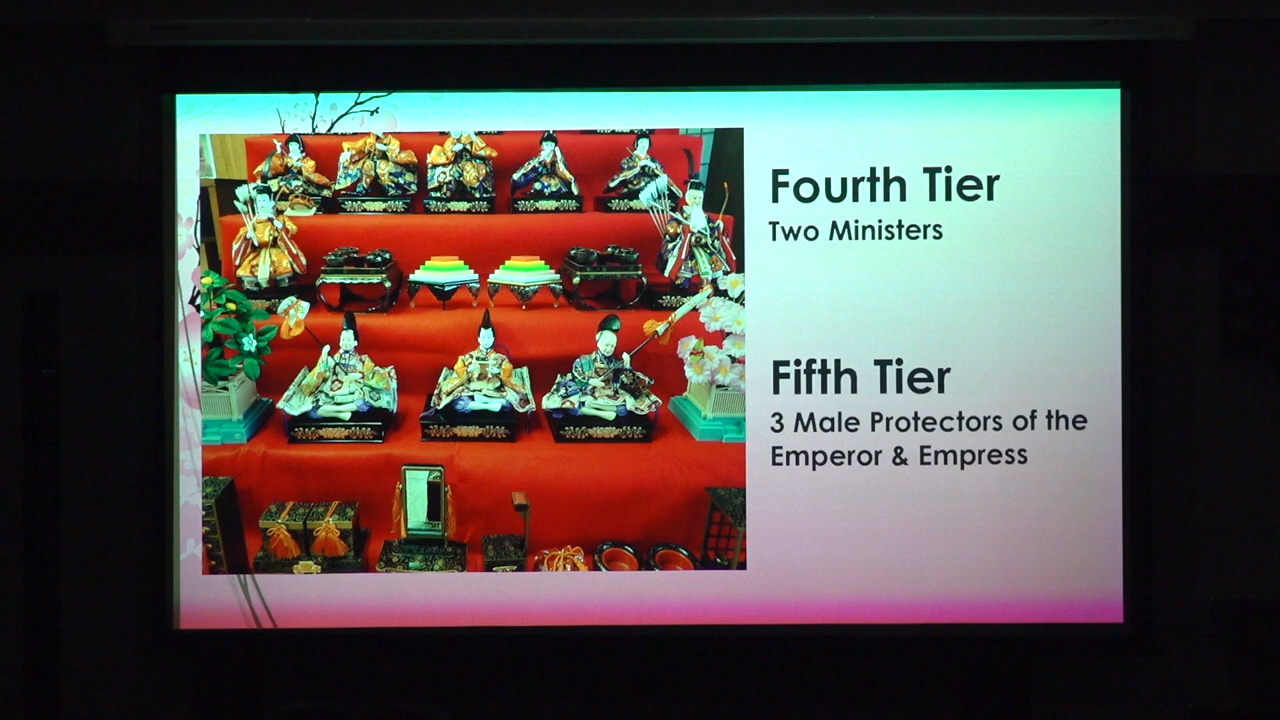 Fourth Tier
Two Ministers
Fifth Tier
3 Male Protectors of the
Emperor & Empress